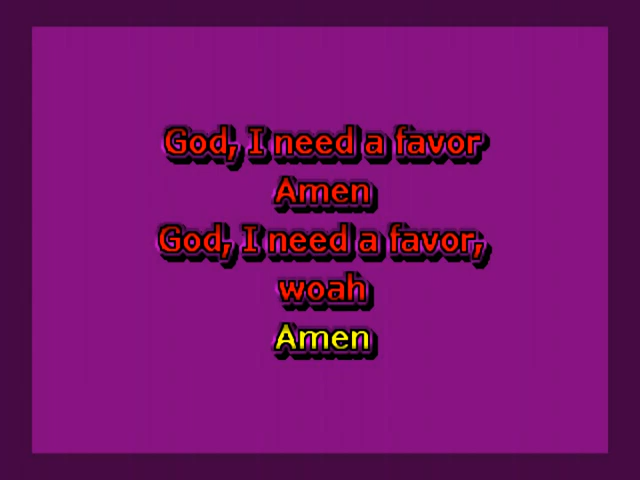 God, I need a favor
Amen
God, I need a favor,
woah
Amen